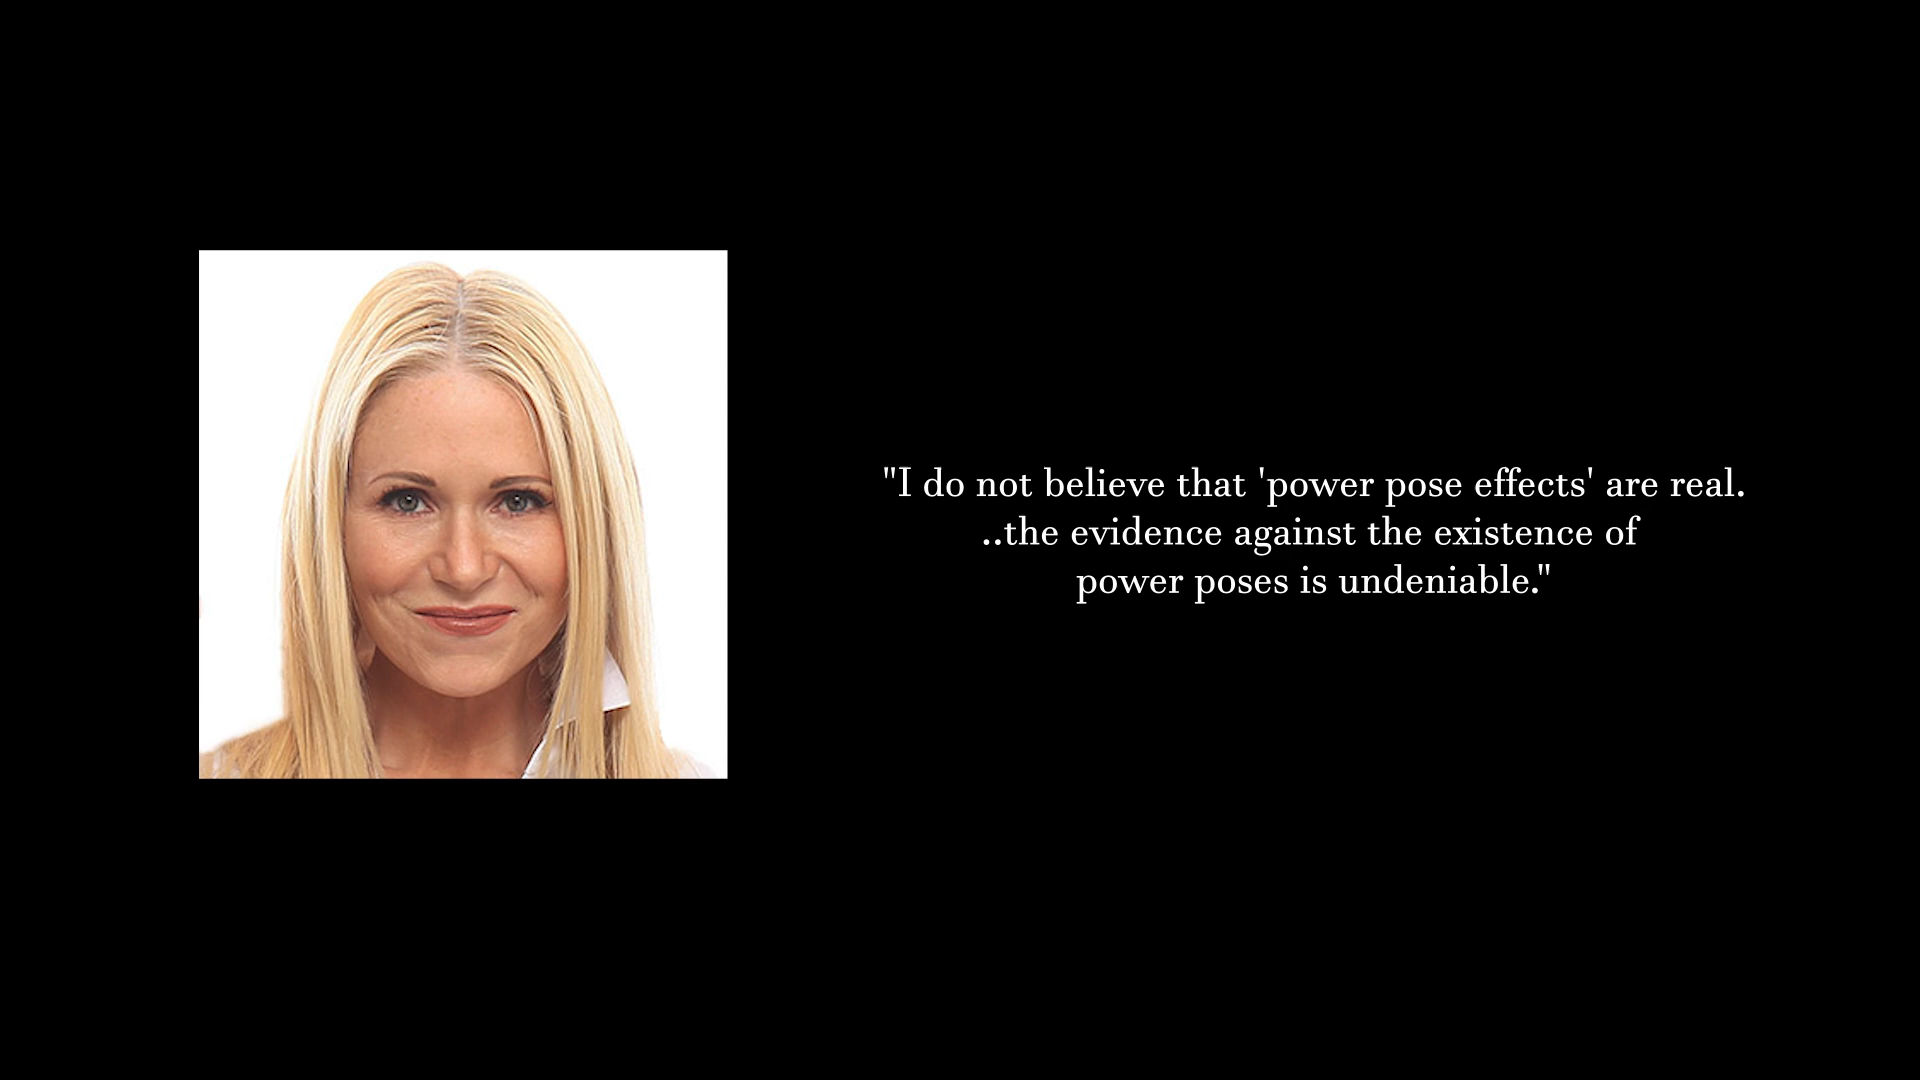 "I do not believe that 'power pose effects' are real.
..the evidence against the existence of
power poses is undeniable."